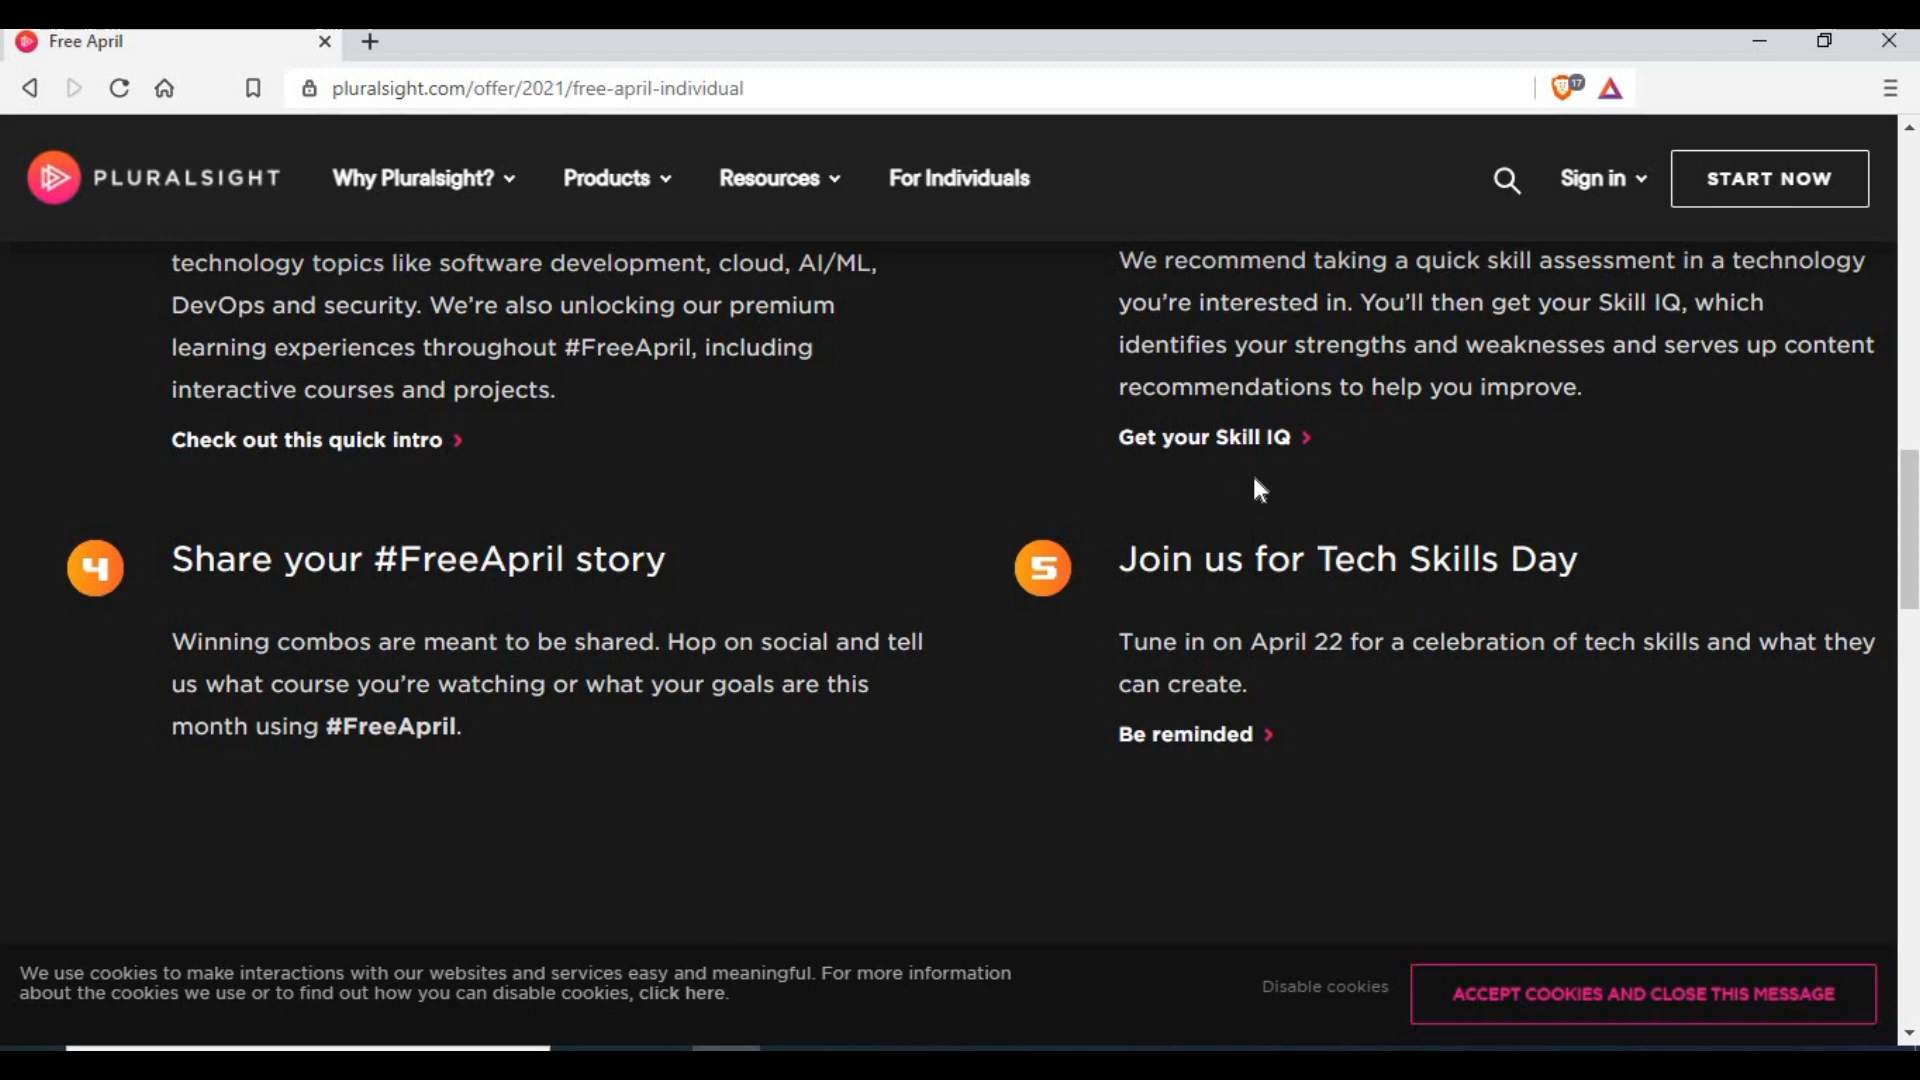 Free April
pluralsight.com/offer/2021/free-april-individual
17
PLURALSIGHT
Why Pluralsight?
Products
Resources
For Individuals
Sign in
START NOW
technology topics like software development, cloud, AI/ML,
DevOps and security. We’re also unlocking our premium
learning experiences throughout #FreeApril, including
interactive courses and projects.
Check out this quick intro
We recommend taking a quick skill assessment in a technology
you’re interested in. You’ll then get your Skill IQ, which
identifies your strengths and weaknesses and serves up content
recommendations to help you improve.
Get your Skill IQ
4
Share your #FreeApril story
Winning combos are meant to be shared. Hop on social and tell
us what course you’re watching or what your goals are this
month using #FreeApril.
5
Join us for Tech Skills Day
Tune in on April 22 for a celebration of tech skills and what they
can create.
Be reminded
We use cookies to make interactions with our websites and services easy and meaningful. For more information
about the cookies we use or to find out how you can disable cookies, click here.
Disable cookies
ACCEPT COOKIES AND CLOSE THIS MESSAGE